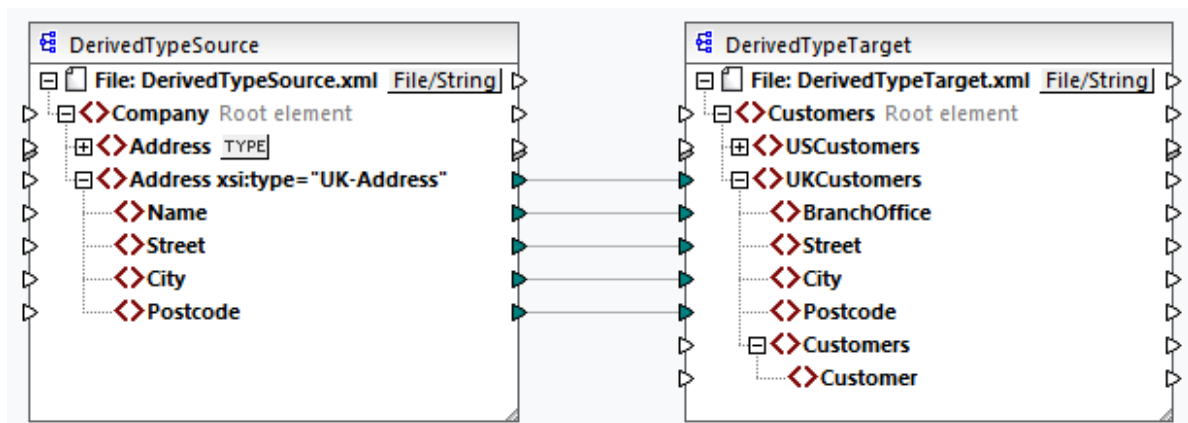 DerivedTypeSource
File: DerivedTypeSource.xml File/String
Company Root element
Address TYPE
Address xsi:type="UK-Address"
Name
Street
City
Postcode
DerivedTypeTarget
File: DerivedTypeTarget.xml File/String
Customers Root element
USCustomers
UKCustomers
BranchOffice
Street
City
Postcode
Customers
Customer